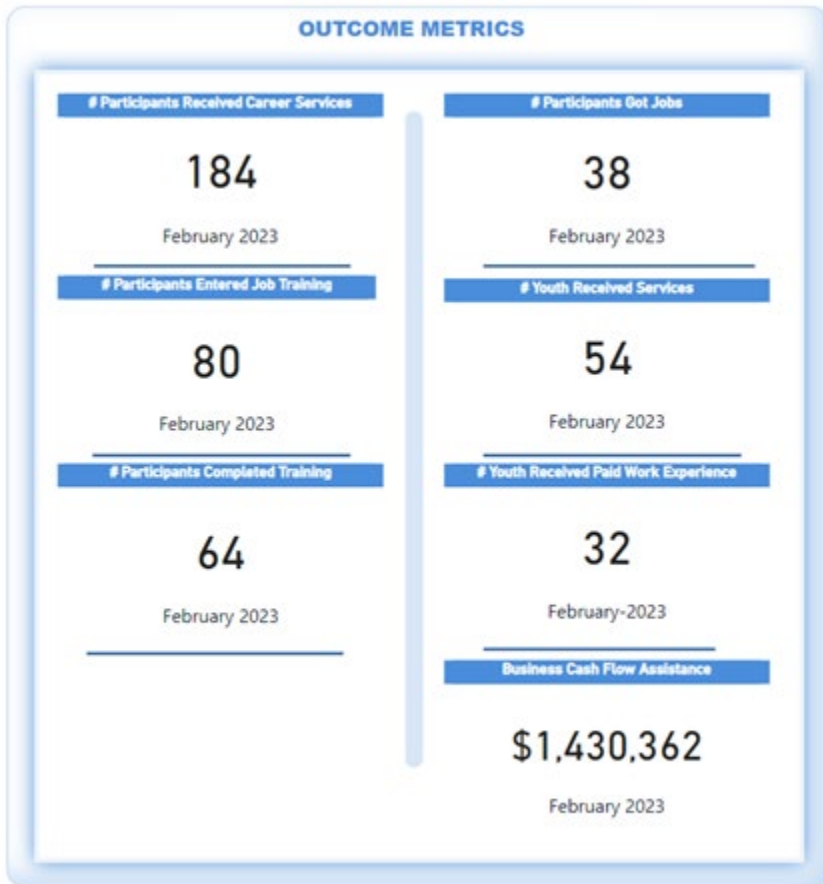 OUTCOME METRICS
# Participants Received Career Services
184
February 2023
# Participants Entered Job Training
80
February 2023
# Participants Completed Training
64
February 2023
# Participants Got Jobs
38
February 2023
# Youth Received Services
54
February 2023
# Youth Received Paid Work Experience
32
February-2023
Business Cash Flow Assistance
$1,430,362
February 2023